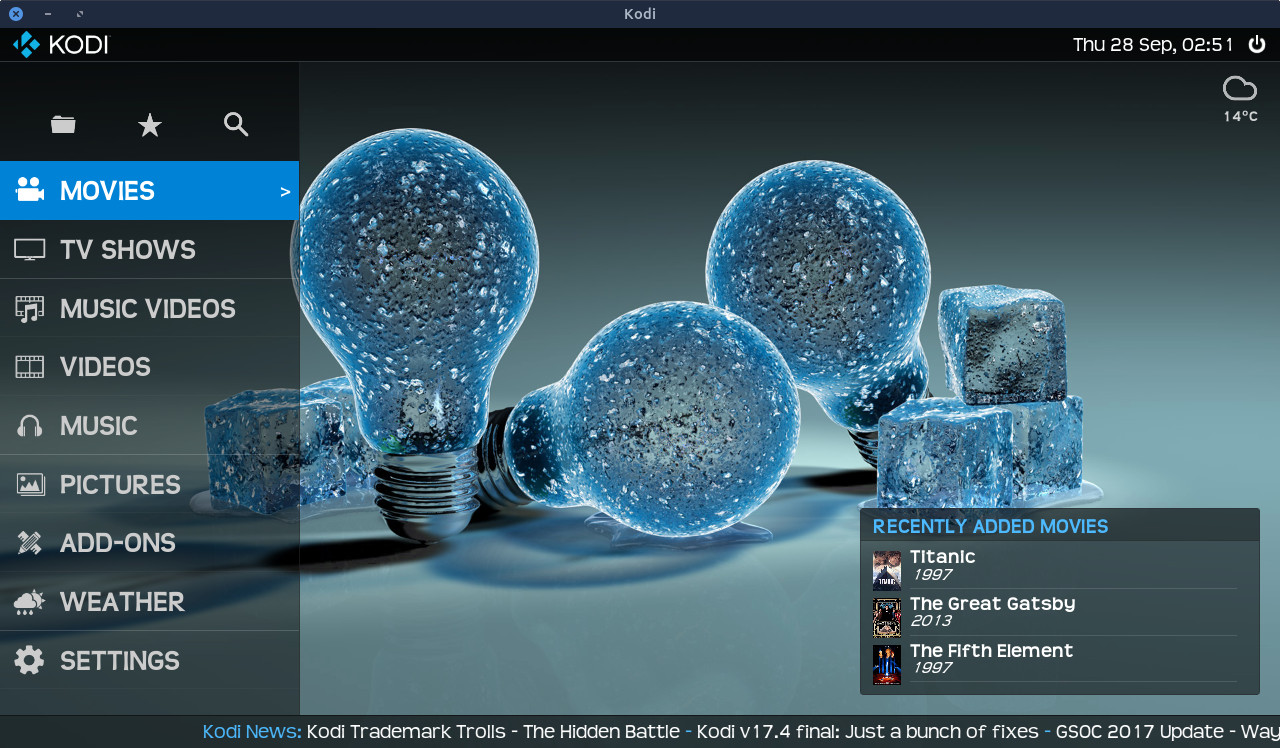 Kodi
KODI
Thu 28 Sep, 02:51
14°C
MOVIES >
TV SHOWS
MUSIC VIDEOS
VIDEOS
MUSIC
PICTURES
ADD-ONS
WEATHER
SETTINGS
RECENTLY ADDED MOVIES
Titanic
1997
The Great Gatsby
2013
The Fifth Element
1997
Kodi News: Kodi Trademark Trolls - The Hidden Battle - Kodi v17.4 final: Just a bunch of fixes - GSOC 2017 Update - Way